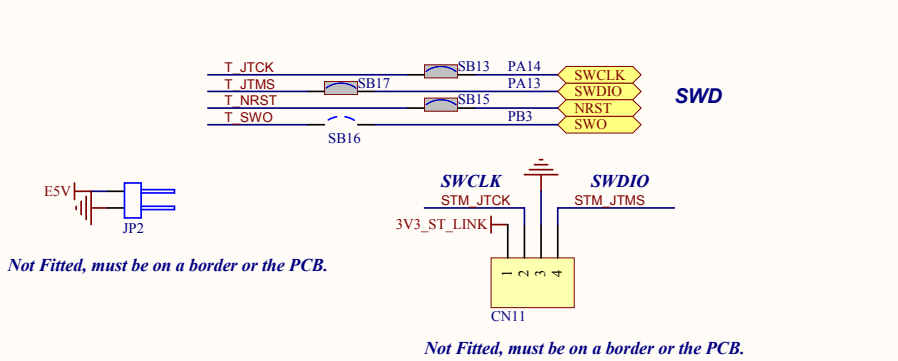 T_JTCK SB13 PA14 SWCLK
T_JTMS SB17 PA13 SWDIO
T_NRST SB15 NRST
T_SWO SB16 PB3 SWO
SWD
E5V
JP2
Not Fitted, must be on a border or the PCB.
SWCLK SWDIO
STM_JTCK STM_JTMS
3V3_ST_LINK
1 2 3 4
CN11
Not Fitted, must be on a border or the PCB.